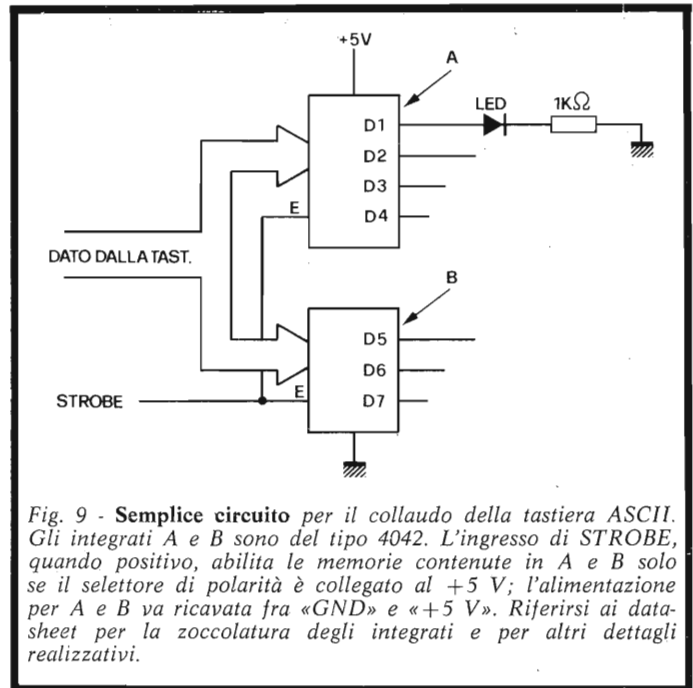 +5V
A
D1
LED
1KΩ
D2
D3
E
D4
DATO DALLA TAST.
B
D5
D6
STROBE
E
D7
Fig. 9 - Semplice circuito per il collaudo della tastiera ASCII.
Gli integrati A e B sono del tipo 4042. L'ingresso di STROBE,
quando positivo, abilita le memorie contenute in A e B solo
se il selettore di polarità è collegato al +5 V; l'alimentazione
per A e B va ricavata fra «GND» e «+5 V». Riferirsi ai data-
sheet per la zoccolatura degli integrati e per altri dettagli
realizzativi.